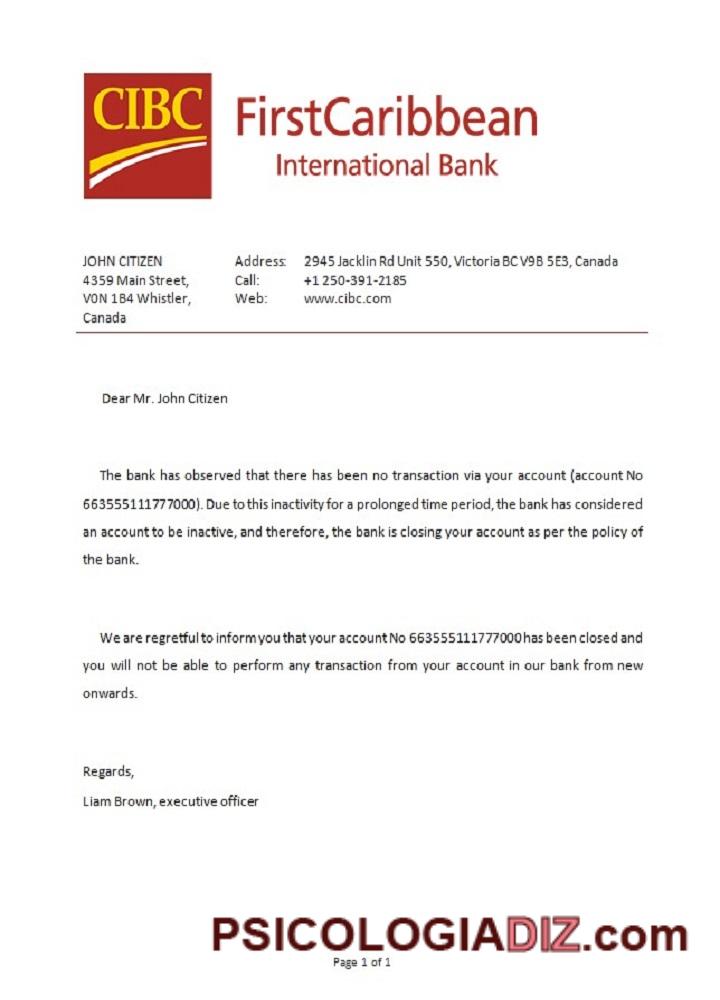 CIBC
FirstCaribbean
International Bank
JOHN CITIZEN
4359 Main Street,
V0N 1B4 Whistler,
Canada
Address: 2945 Jacklin Rd Unit 550, Victoria BC V9B 5E3, Canada
Call: +1 250-391-2185
Web: www.cibc.com
Dear Mr. John Citizen
The bank has observed that there has been no transaction via your account (account No
663555111777000). Due to this inactivity for a prolonged time period, the bank has considered
an account to be inactive, and therefore, the bank is closing your account as per the policy of
the bank.
We are regretful to inform you that your account No 663555111777000 has been closed and
you will not be able to perform any transaction from your account in our bank from new
onwards.
Regards,
Liam Brown, executive officer
PSICOLOGIADIZ.com
Page 1 of 1